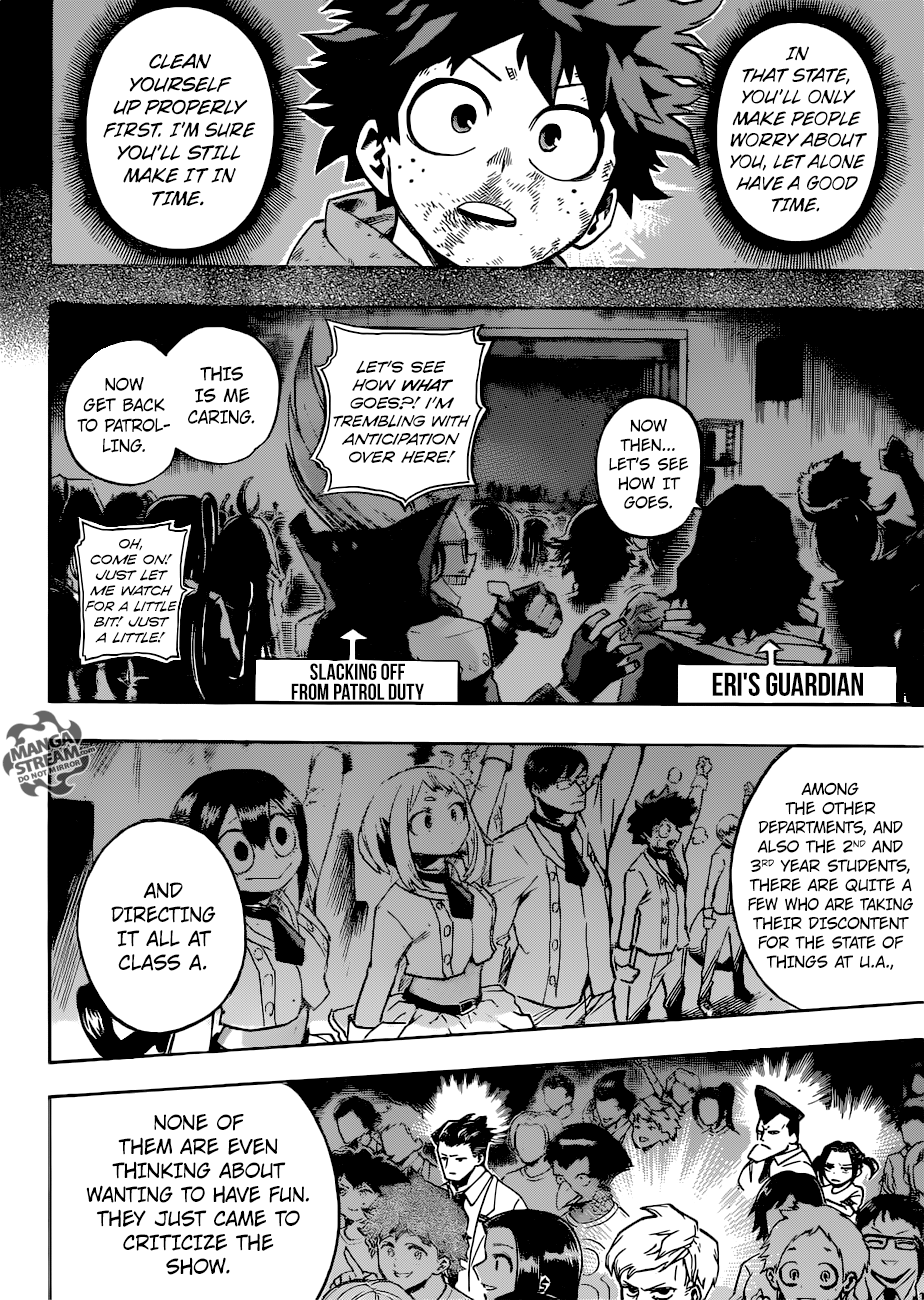 IN
THAT STATE,
YOU'LL ONLY
MAKE PEOPLE
WORRY ABOUT
YOU, LET ALONE
HAVE A GOOD
TIME.
CLEAN
YOURSELF
UP PROPERLY
FIRST. I'M SURE
YOU'LL STILL
MAKE IT IN
TIME.
NOW
THEN...
LET'S SEE
HOW IT
GOES.
LET'S SEE
HOW WHAT
GOES?! I'M
TREMBLING WITH
ANTICIPATION
OVER HERE!
THIS
IS ME
CARING.
NOW
GET BACK
TO PATROL-
LING.
OH,
COME ON!
JUST LET
ME WATCH
FOR A LITTLE
BIT! JUST
A LITTLE!
ERI'S GUARDIAN
SLACKING OFF
FROM PATROL DUTY
MANGA
STREAM.com
DO NOT MIRROR
AMONG
THE OTHER
DEPARTMENTS, AND
ALSO THE 2ND AND
3RD YEAR STUDENTS,
THERE ARE QUITE A
FEW WHO ARE TAKING
THEIR DISCONTENT
FOR THE STATE OF
THINGS AT U.A.,
AND
DIRECTING
IT ALL AT
CLASS A.
NONE OF
THEM ARE EVEN
THINKING ABOUT
WANTING TO HAVE FUN.
THEY JUST CAME TO
CRITICIZE THE
SHOW.